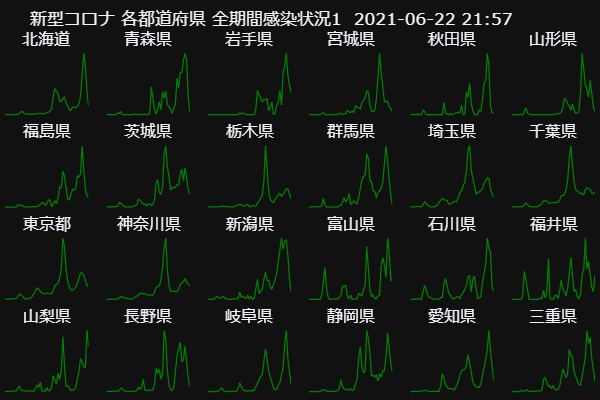 新型コロナ 各都道府県 全期間感染状況1 2021-06-22 21:57
北海道 青森県 岩手県 宮城県 秋田県 山形県
福島県 茨城県 栃木県 群馬県 埼玉県 千葉県
東京都 神奈川県 新潟県 富山県 石川県 福井県
山梨県 長野県 岐阜県 静岡県 愛知県 三重県